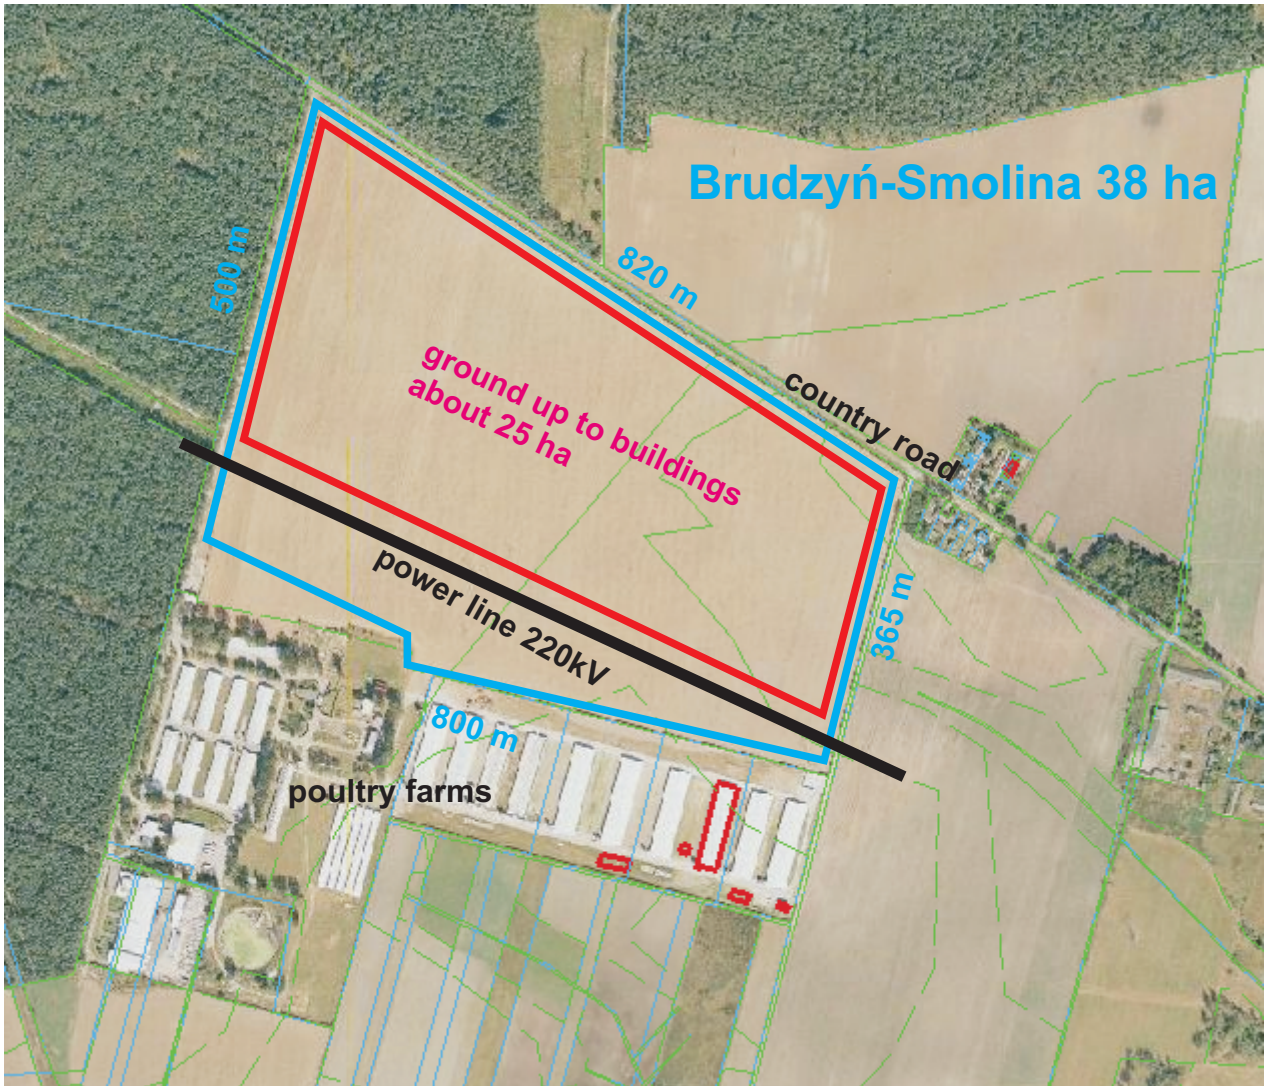 Brudzyń-Smolina 38 ha
500 m
820 m
ground up to buildings
about 25 ha
country road
365 m
power line 220kV
800 m
poultry farms